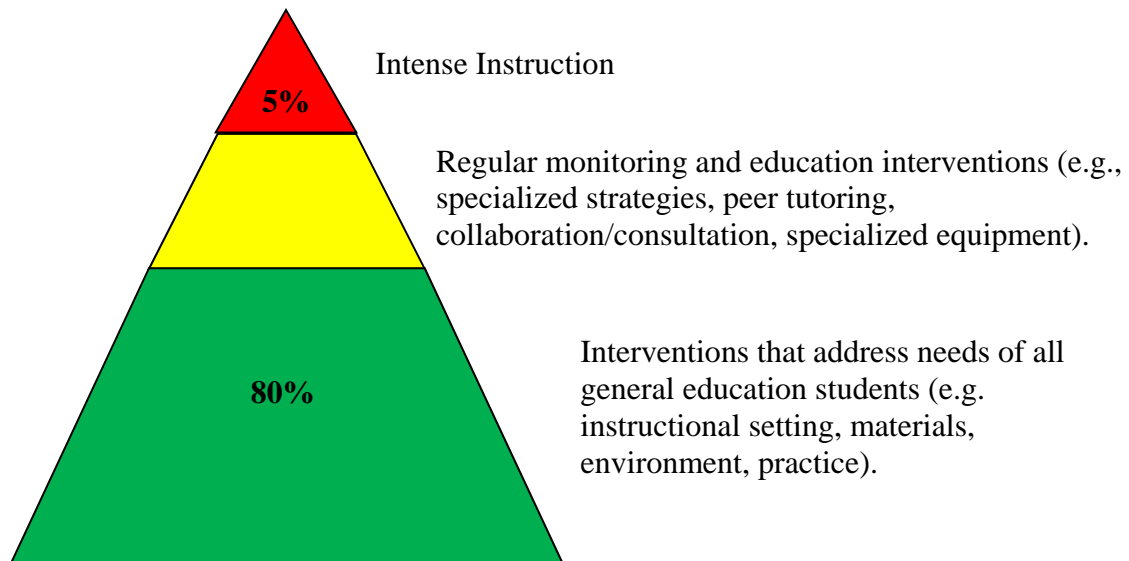 Intense Instruction
5%
Regular monitoring and education interventions (e.g.,
specialized strategies, peer tutoring,
collaboration/consultation, specialized equipment).
Interventions that address needs of all
general education students (e.g.
instructional setting, materials,
environment, practice).
80%